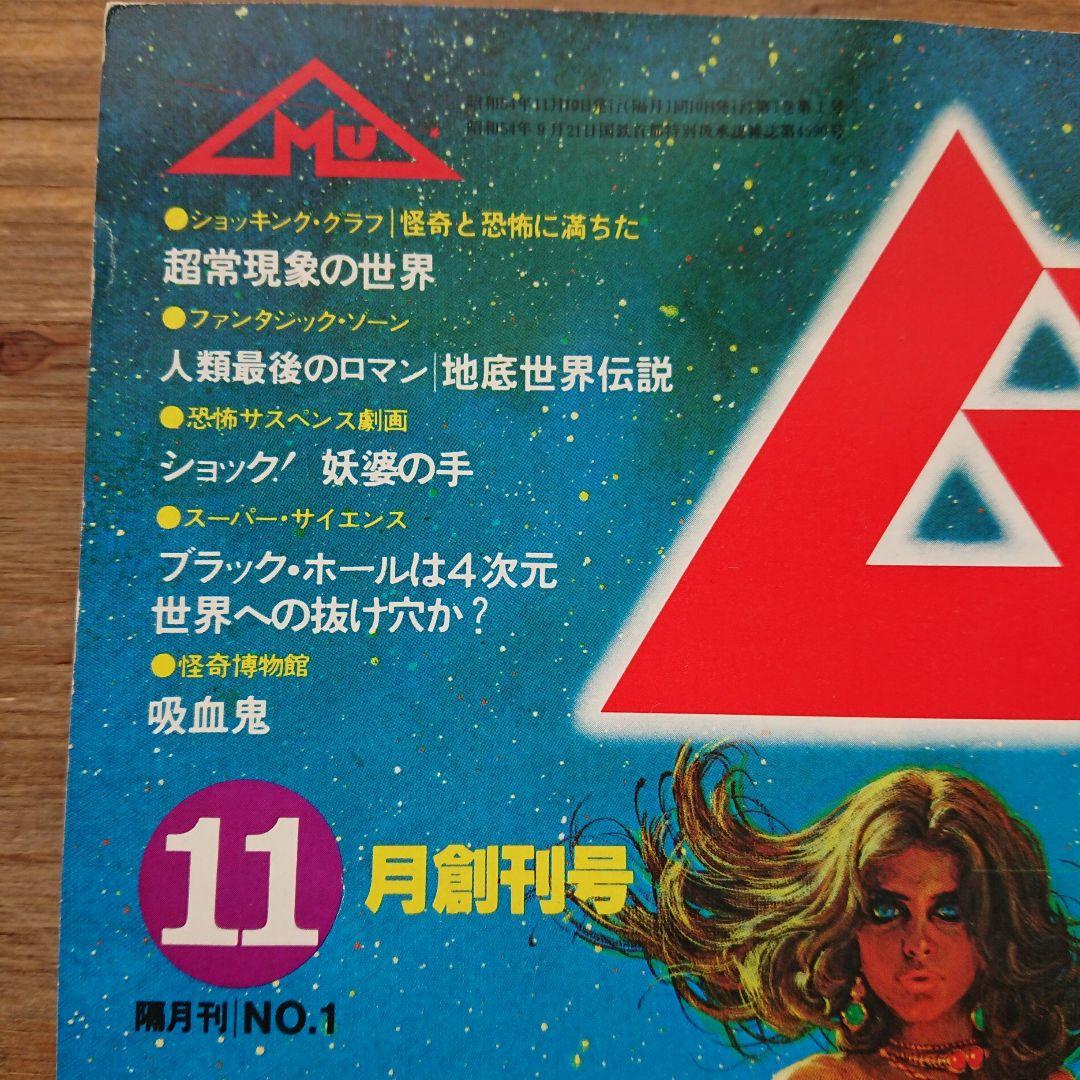 MU
昭和54年11月10日発行(隔月1回10日発行)第1巻第1号
昭和54年9月21日国鉄首都特別扱承認雑誌第4590号
●ショッキング・グラフ|怪奇と恐怖に満ちた
超常現象の世界
●ファンタジック・ゾーン
人類最後のロマン|地底世界伝説
●恐怖サスペンス劇画
ショック! 妖婆の手
●スーパー・サイエンス
ブラック・ホールは4次元
世界への抜け穴か?
●怪奇博物館
吸血鬼
11月創刊号
隔月刊|NO.1